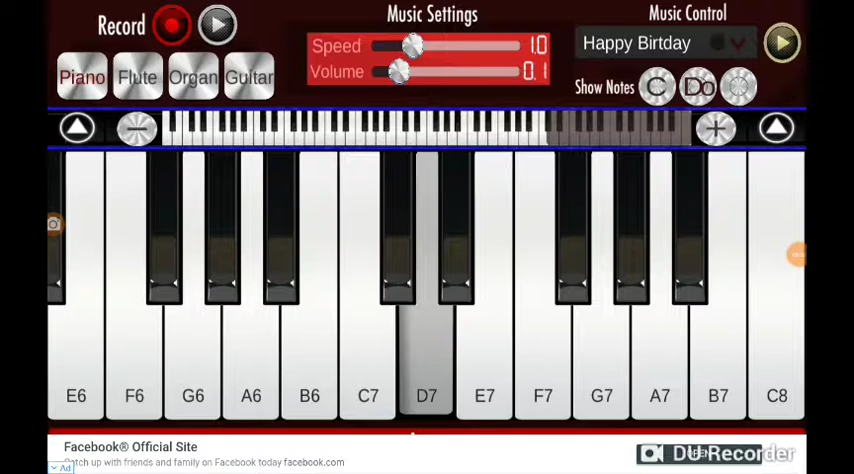 Record
Music Settings
Music Control
Speed 1.0
Happy Birtday
Volume 0.1
Piano Flute Organ Guitar
Show Notes C Do
E6 F6 G6 A6 B6 C7 D7 E7 F7 G7 A7 B7 C8
Facebook® Official Site
Catch up with friends and family on Facebook today facebook.com
Ad
DU Recorder